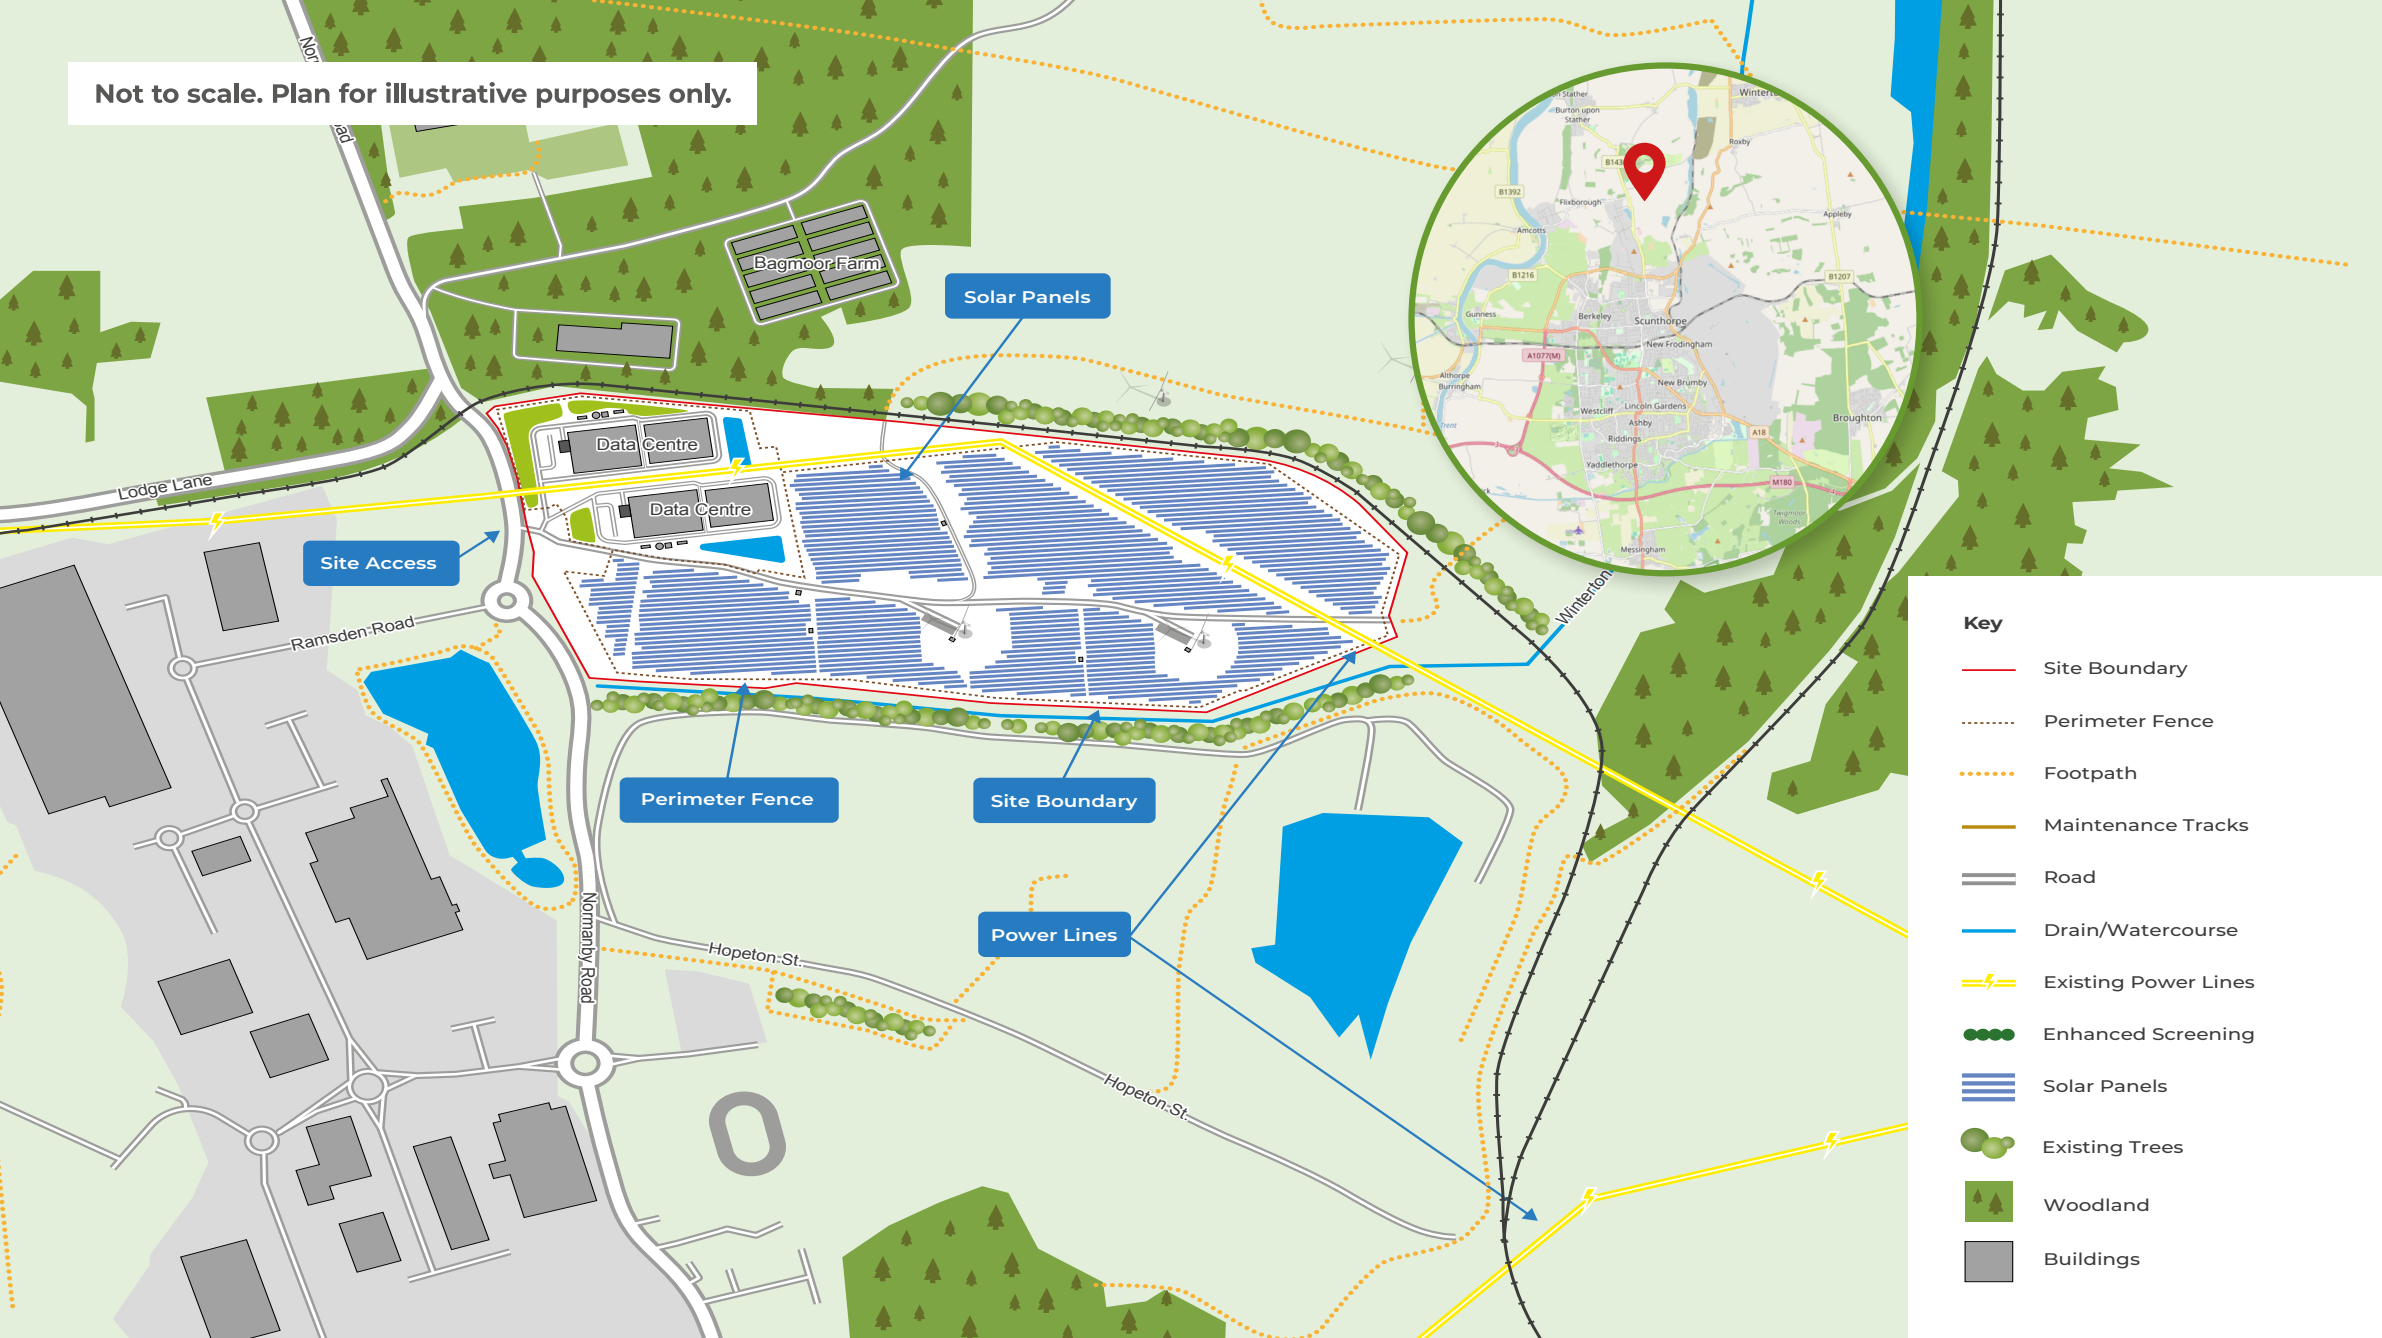 Not to scale. Plan for illustrative purposes only.
Bagmoor Farm
Solar Panels
Data Centre
Data Centre
Lodge Lane
Site Access
Ramsden Road
Perimeter Fence
Site Boundary
Power Lines
Normanby Road
Hopeton St.
Hopeton St.
Winterton
Burton upon
Stather
Roxby
B1392
Flixborough
Appleby
Amcotts
B1216
B1207
Gunness
Berkeley
Scunthorpe
New Frodingham
A1077(M)
Althorpe
Burringham
New Brumby
Westcliff
Lincoln Gardens
Broughton
Ashby
Trent
Riddings
A18
Yaddlethorpe
M180
Twigmoor
Woods
Messingham
Key
Site Boundary
Perimeter Fence
Footpath
Maintenance Tracks
Road
Drain/Watercourse
Existing Power Lines
Enhanced Screening
Solar Panels
Existing Trees
Woodland
Buildings